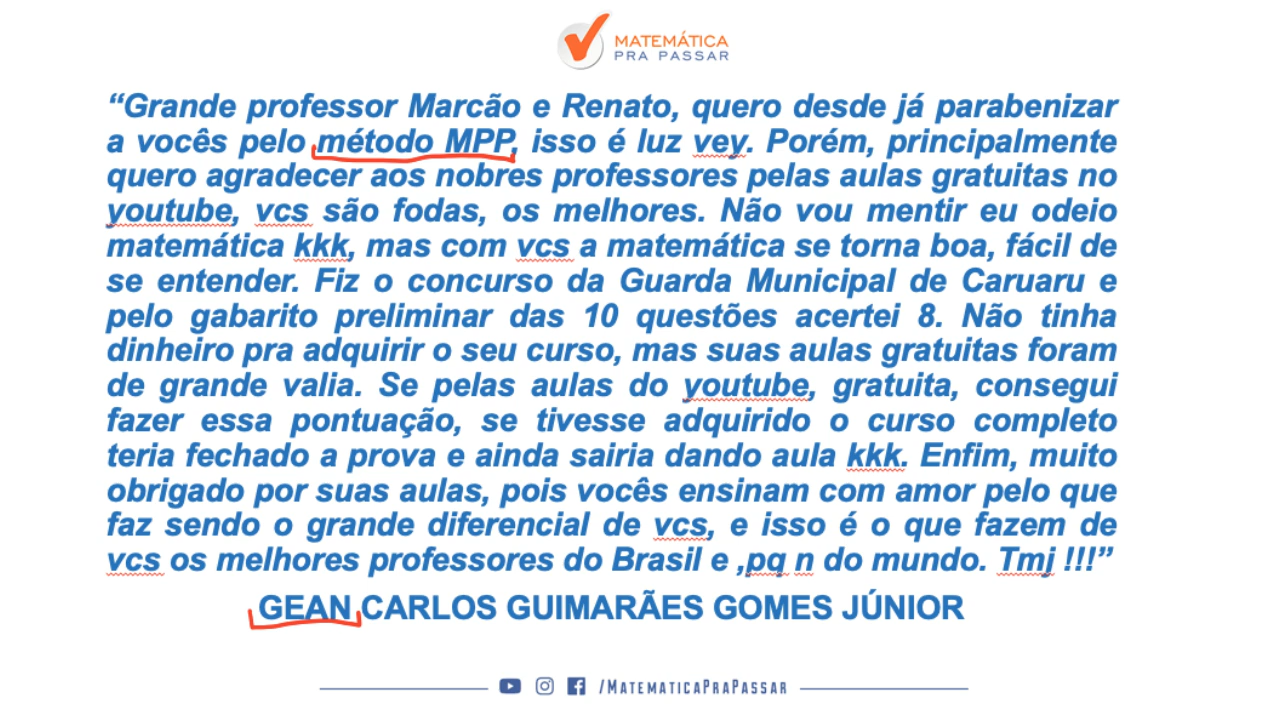 MATEMÁTICA
PRA PASSAR
“Grande professor Marcão e Renato, quero desde já parabenizar
a vocês pelo método MPP, isso é luz vey. Porém, principalmente
quero agradecer aos nobres professores pelas aulas gratuitas no
youtube, vcs são fodas, os melhores. Não vou mentir eu odeio
matemática kkk, mas com vcs a matemática se torna boa, fácil de
se entender. Fiz o concurso da Guarda Municipal de Caruaru e
pelo gabarito preliminar das 10 questões acertei 8. Não tinha
dinheiro pra adquirir o seu curso, mas suas aulas gratuitas foram
de grande valia. Se pelas aulas do youtube, gratuita, consegui
fazer essa pontuação, se tivesse adquirido o curso completo
teria fechado a prova e ainda sairia dando aula kkk. Enfim, muito
obrigado por suas aulas, pois vocês ensinam com amor pelo que
faz sendo o grande diferencial de vcs, e isso é o que fazem de
vcs os melhores professores do Brasil e ,pq n do mundo. Tmj !!!”
GEAN CARLOS GUIMARÃES GOMES JÚNIOR
/MATEMATICAPRAPASSAR